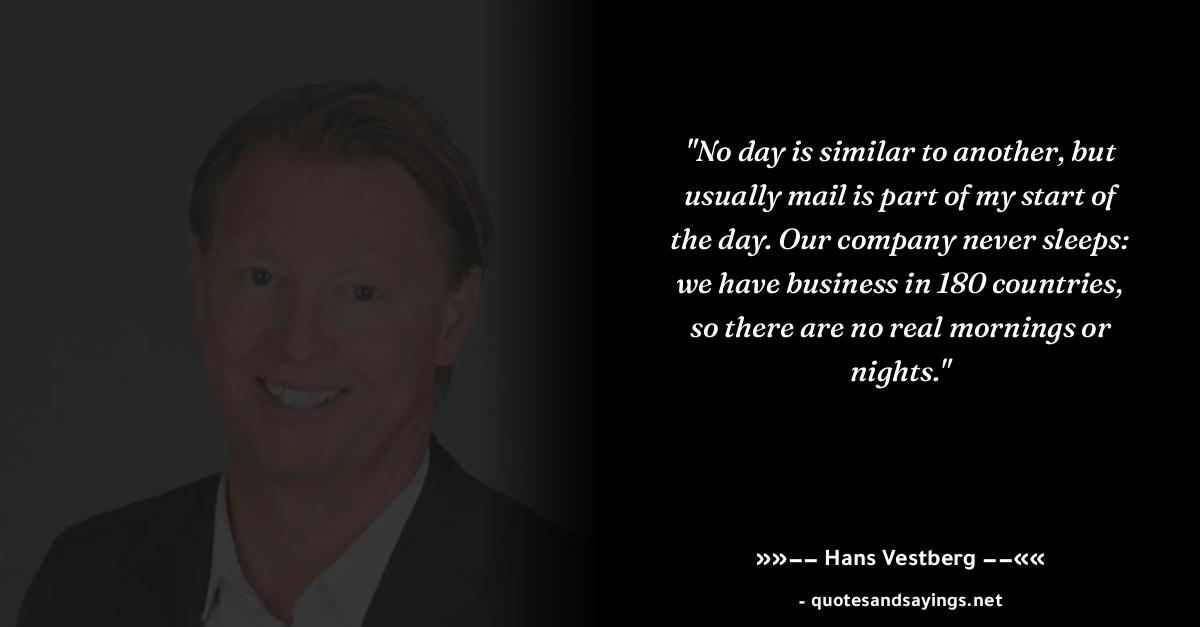 "No day is similar to another, but
usually mail is part of my start of
the day. Our company never sleeps:
we have business in 180 countries,
so there are no real mornings or
nights."
»»–– Hans Vestberg ––««
- quotesandsayings.net